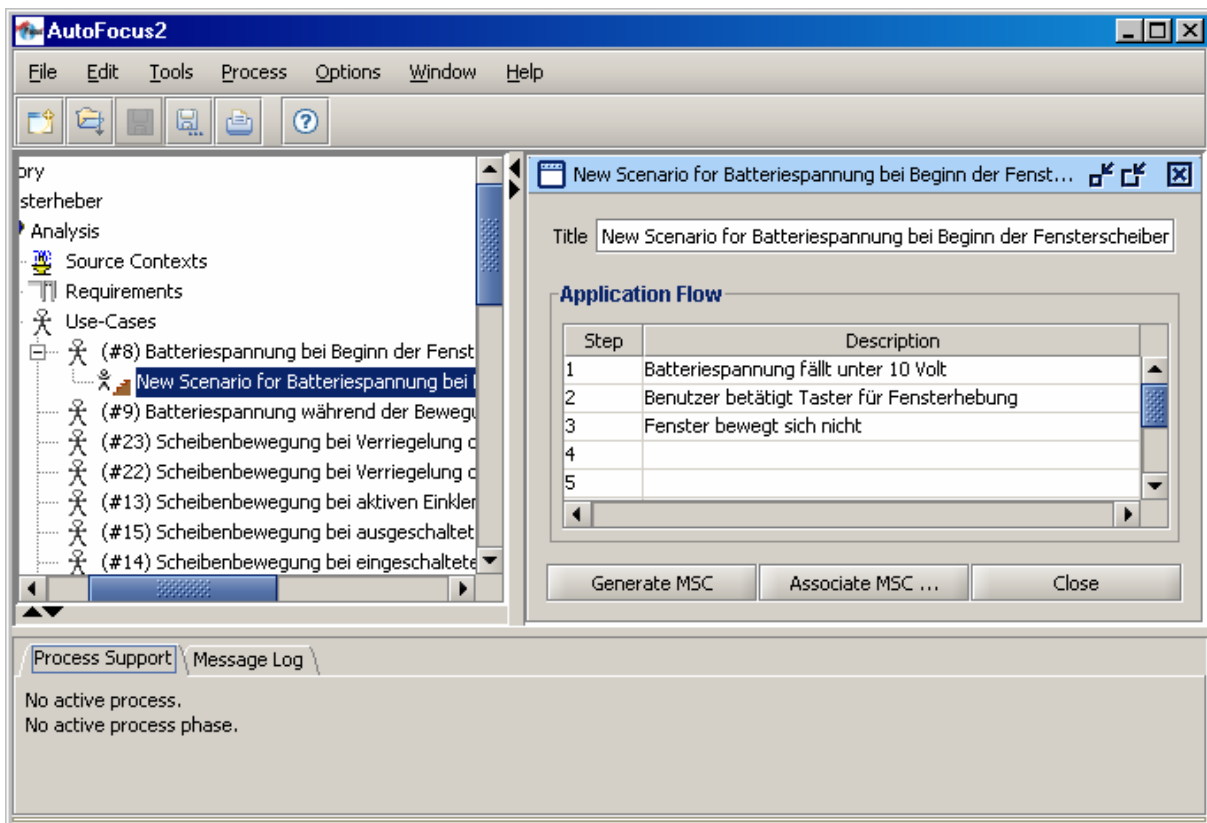 AutoFocus2
File Edit Tools Process Options Window Help
ory
sterheber
Analysis
Source Contexts
Requirements
Use-Cases
(#8) Batteriespannung bei Beginn der Fenst
New Scenario for Batteriespannung bei
(#9) Batteriespannung während der Bewegu
(#23) Scheibenbewegung bei Verriegelung d
(#22) Scheibenbewegung bei Verriegelung d
(#13) Scheibenbewegung bei aktiven Einkler
(#15) Scheibenbewegung bei ausgeschaltet
(#14) Scheibenbewegung bei eingeschaltete
New Scenario for Batteriespannung bei Beginn der Fenst...
Title New Scenario for Batteriespannung bei Beginn der Fensterscheiber
Application Flow
Step Description
1 Batteriespannung fällt unter 10 Volt
2 Benutzer betätigt Taster für Fensterhebung
3 Fenster bewegt sich nicht
4
5
Generate MSC Associate MSC ... Close
Process Support Message Log
No active process.
No active process phase.